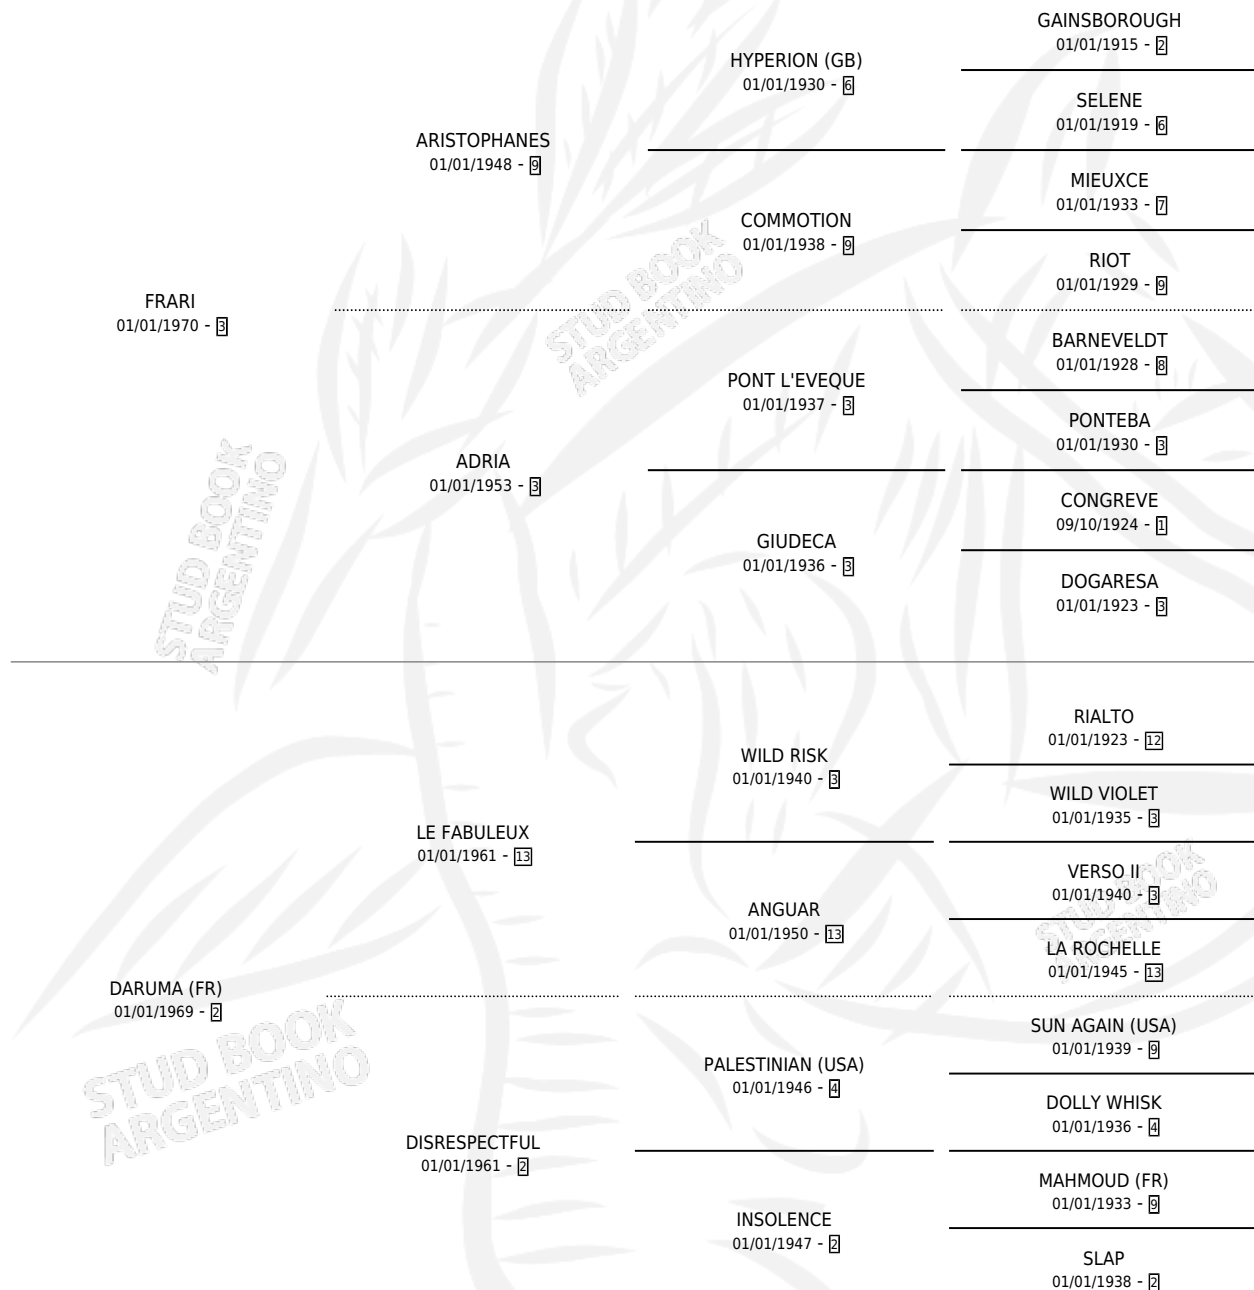 GAINSBOROUGH
01/01/1915 - 2
HYPERION (GB)
01/01/1930 - 6
SELENE
01/01/1919 - 6
ARISTOPHANES
01/01/1948 - 9
MIEUXCE
01/01/1933 - 7
COMMOTION
01/01/1938 - 9
RIOT
01/01/1929 - 9
FRARI
01/01/1970 - 3
BARNEVELDT
01/01/1928 - 8
PONT L'EVEQUE
01/01/1937 - 3
PONTEBA
01/01/1930 - 3
ADRIA
01/01/1953 - 3
CONGREVE
09/10/1924 - 1
GIUDECA
01/01/1936 - 3
DOGARESA
01/01/1923 - 3
RIALTO
01/01/1923 - 12
WILD RISK
01/01/1940 - 3
WILD VIOLET
01/01/1935 - 3
LE FABULEUX
01/01/1961 - 13
VERSO II
01/01/1940 - 3
ANGUAR
01/01/1950 - 13
LA ROCHELLE
01/01/1945 - 13
DARUMA (FR)
01/01/1969 - 2
SUN AGAIN (USA)
01/01/1939 - 9
PALESTINIAN (USA)
01/01/1946 - 4
DOLLY WHISK
01/01/1936 - 4
DISRESPECTFUL
01/01/1961 - 2
MAHMOUD (FR)
01/01/1933 - 9
INSOLENCE
01/01/1947 - 2
SLAP
01/01/1938 - 2
STUD BOOK
ARGENTINO
STUD BOOK
ARGENTINO
STUD BOOK
ARGENTINO
STUD BOOK
ARGENTINO